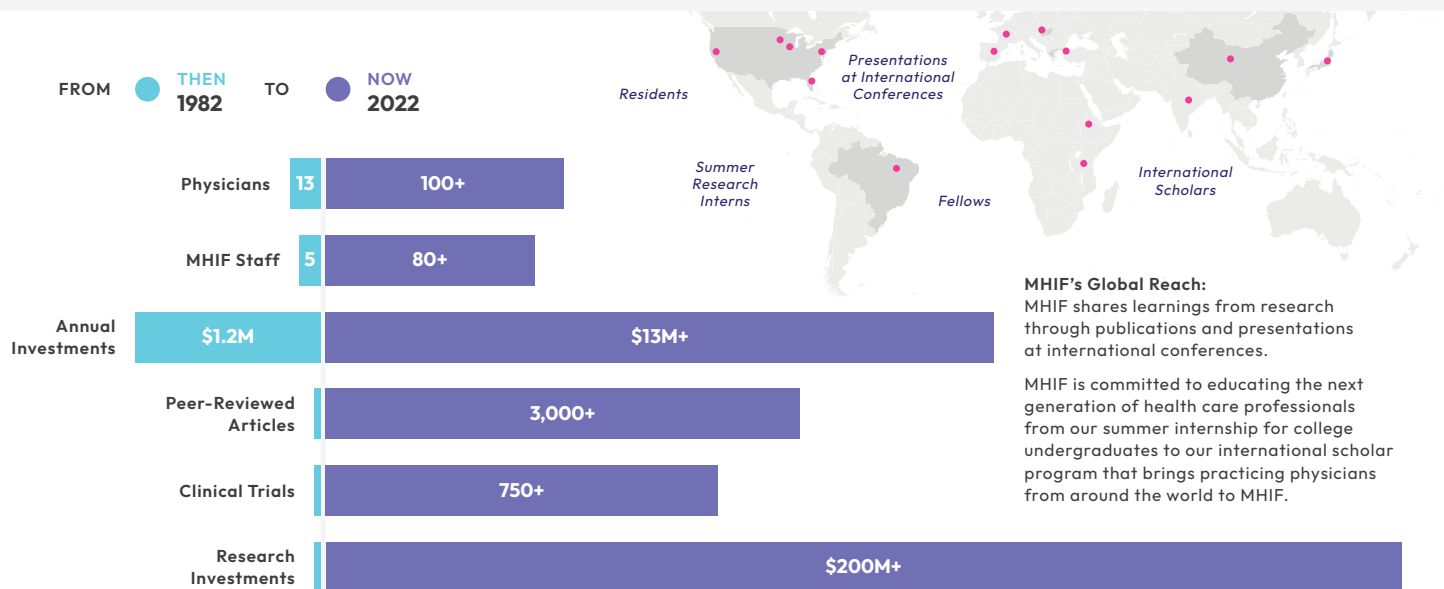 FROM
THEN
1982
TO
NOW
2022
Physicians
13
100+
MHIF Staff
5
80+
Annual
Investments
$1.2M
$13M+
Peer-Reviewed
Articles
3,000+
Clinical Trials
750+
Research
Investments
$200M+
Residents
Presentations
at International
Conferences
Summer
Research
Interns
Fellows
International
Scholars
MHIF’s Global Reach:
MHIF shares learnings from research
through publications and presentations
at international conferences.
MHIF is committed to educating the next
generation of health care professionals
from our summer internship for college
undergraduates to our international scholar
program that brings practicing physicians
from around the world to MHIF.